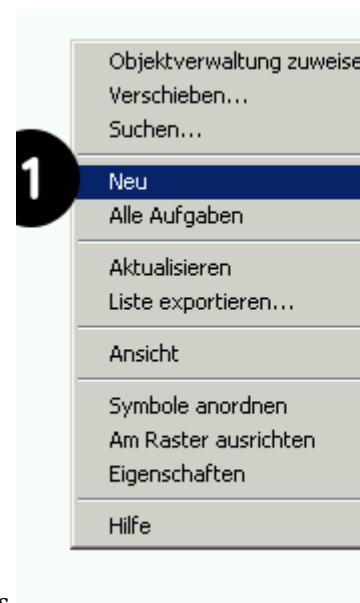 Objektverwaltung zuweise
Verschieben...
Suchen...
1
Neu
Alle Aufgaben
Aktualisieren
Liste exportieren...
Ansicht
Symbole anordnen
Am Raster ausrichten
Eigenschaften
Hilfe